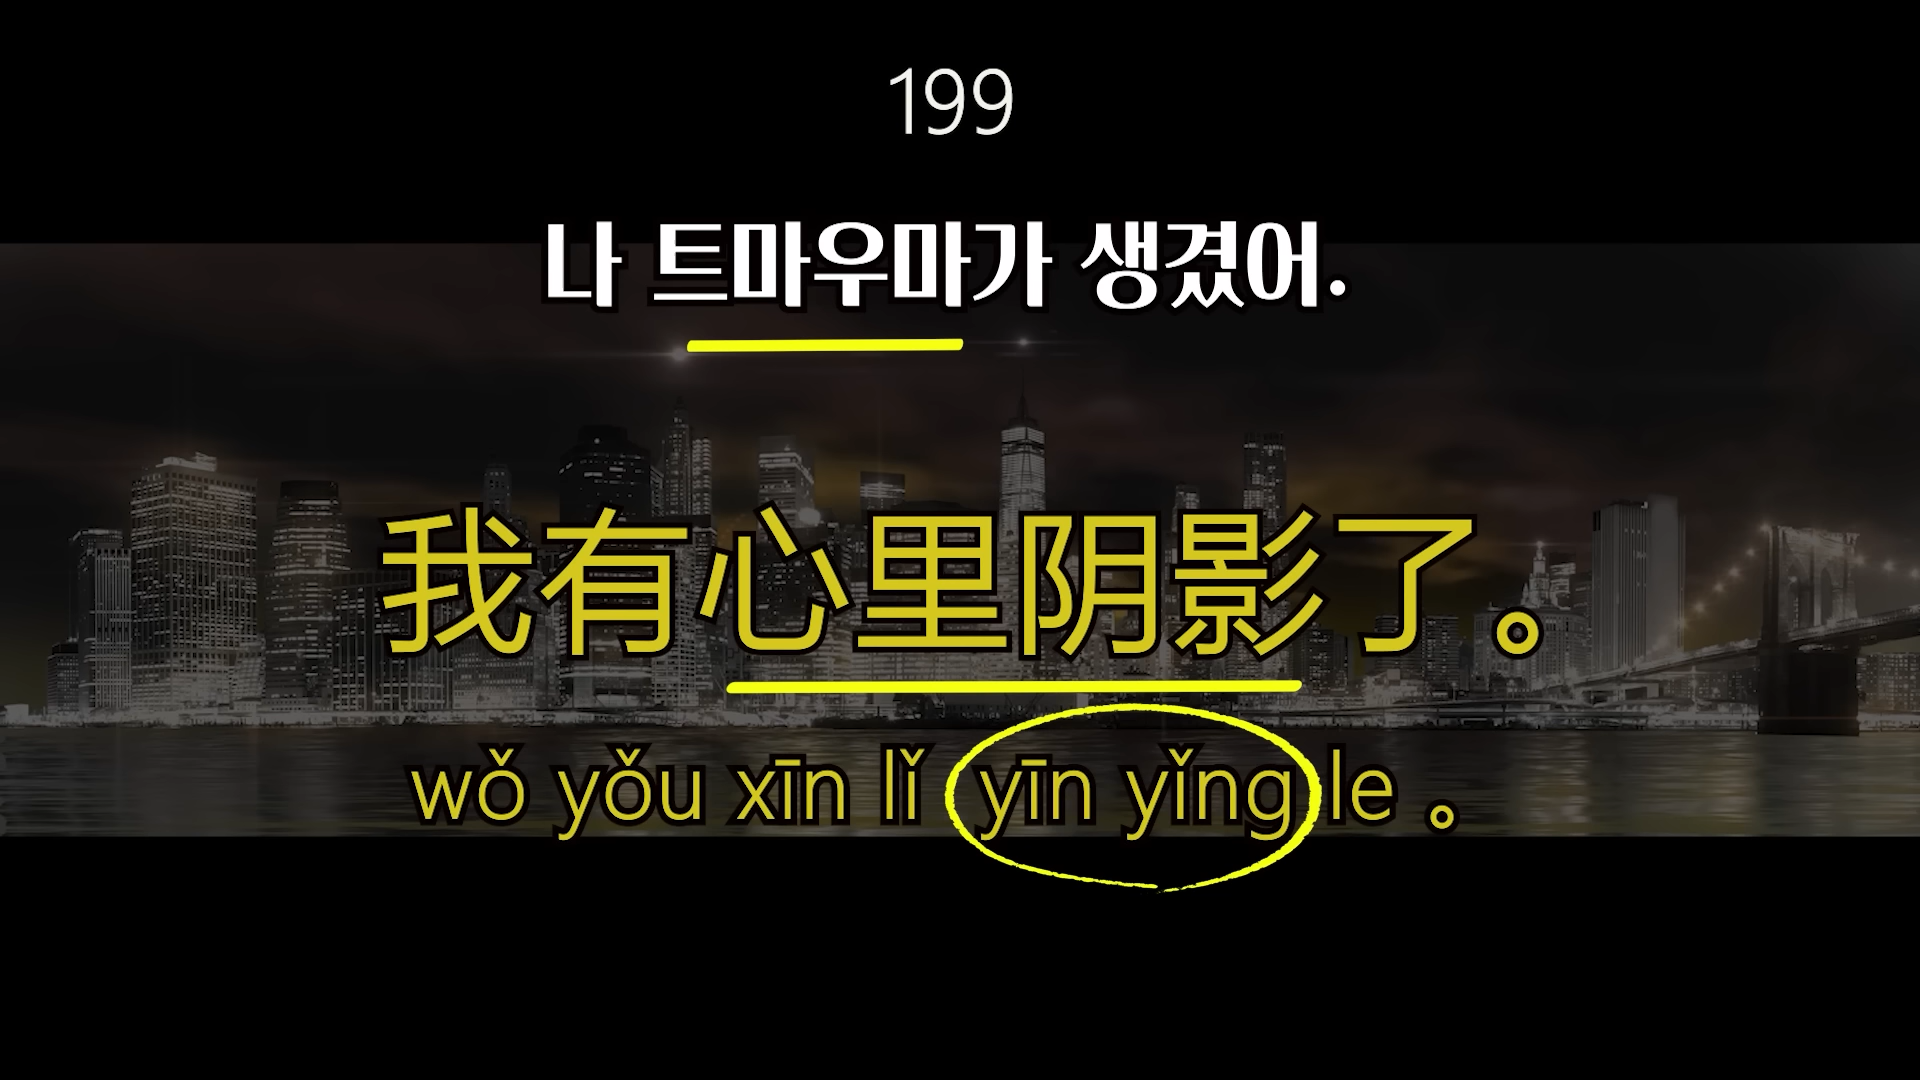 199
나 트마우마가 생겼어.
我有心里阴影了。
wǒ yǒu xīn lǐ yīn yǐng le 。